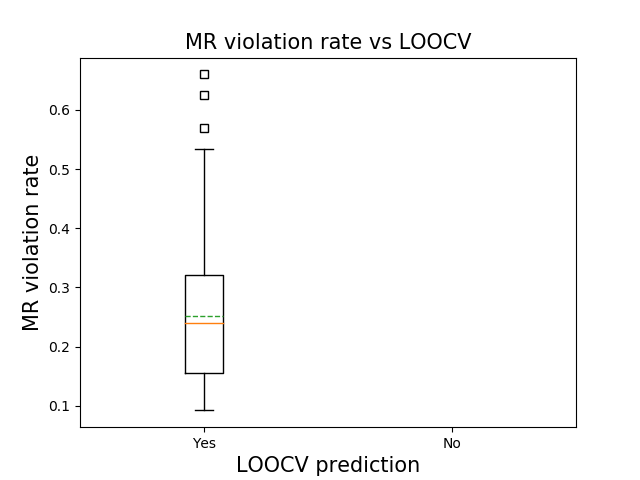 MR violation rate vs LOOCV
MR violation rate
0.6
0.5
0.4
0.3
0.2
0.1
Yes
No
LOOCV prediction